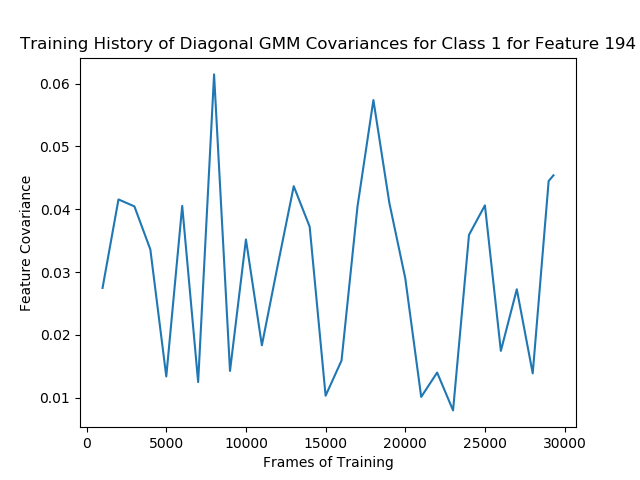 Training History of Diagonal GMM Covariances for Class 1 for Feature 194
0.06
0.05
0.04
0.03
0.02
0.01
Feature Covariance
0 5000 10000 15000 20000 25000 30000
Frames of Training